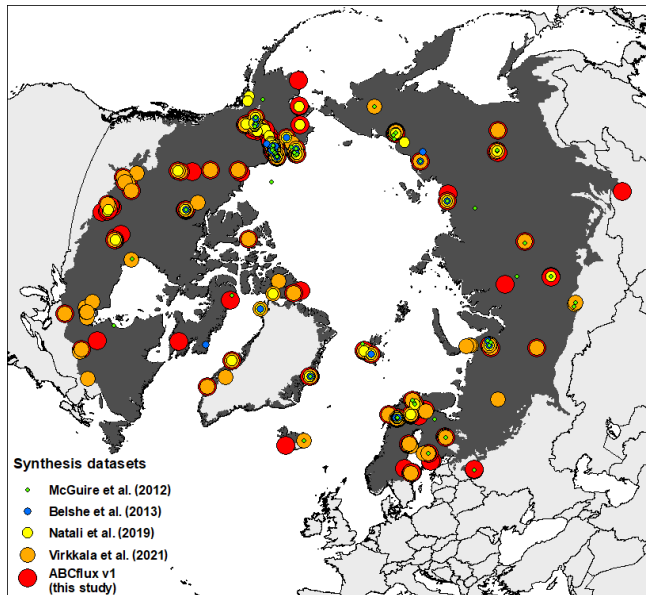 Synthesis datasets
McGuire et al. (2012)
Belshe et al. (2013)
Natali et al. (2019)
Virkkala et al. (2021)
ABCflux v1
(this study)